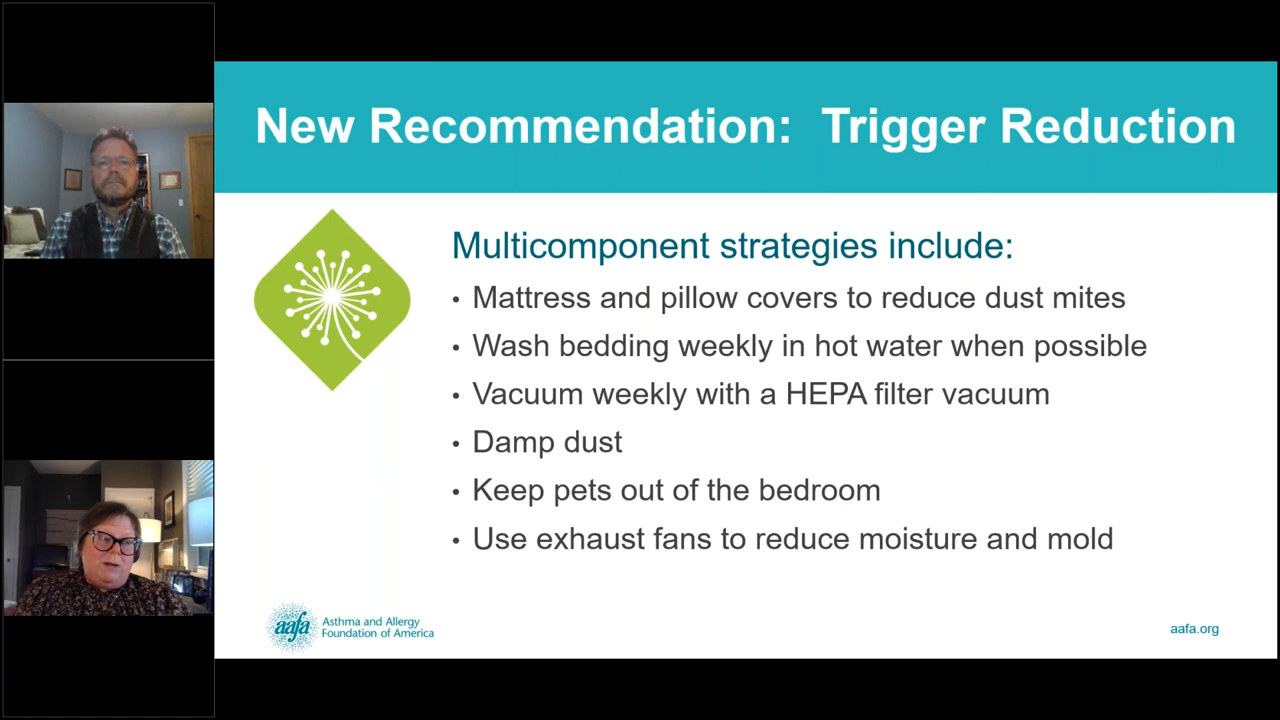 New Recommendation: Trigger Reduction
Multicomponent strategies include:
• Mattress and pillow covers to reduce dust mites
• Wash bedding weekly in hot water when possible
• Vacuum weekly with a HEPA filter vacuum
• Damp dust
• Keep pets out of the bedroom
• Use exhaust fans to reduce moisture and mold
aafa
Asthma and Allergy
Foundation of America
aafa.org